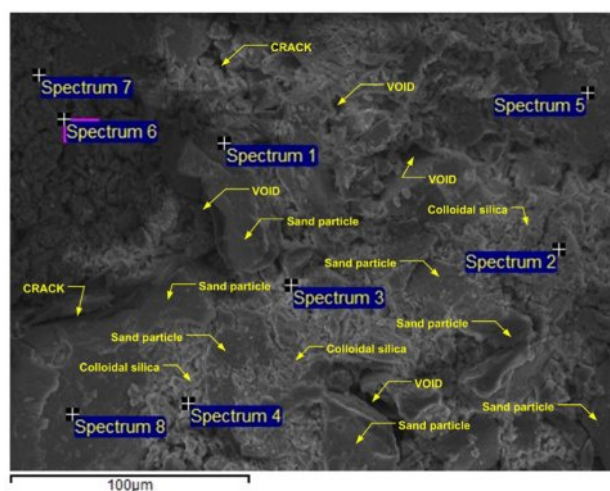 CRACK
VOID
Spectrum 7
Spectrum 5
Spectrum 6
Spectrum 1
VOID
VOID
Colloidal silica
Sand particle
Spectrum 2
Sand particle
CRACK
Sand particle
Spectrum 3
Sand particle
Sand particle
Colloidal silica
Colloidal silica
VOID
Spectrum 4
Sand particle
Spectrum 8
Sand particle
100µm